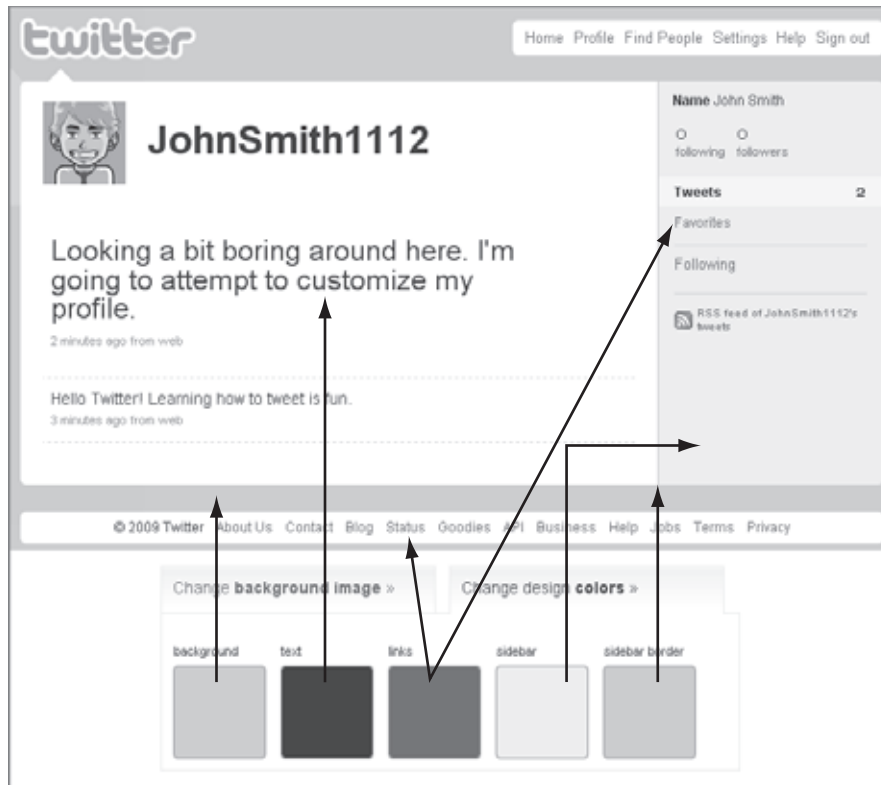 twitter
Home Profile Find People Settings Help Sign out
JohnSmith1112
Looking a bit boring around here. I'm
going to attempt to customize my
profile.
2 minutes ago from web
Hello Twitter! Learning how to tweet is fun.
3 minutes ago from web
Name John Smith
0 0
following followers
Tweets 2
Favorites
Following
RSS feed of JohnSmith1112's
tweets
© 2009 Twitter About Us Contact Blog Status Goodies API Business Help Jobs Terms Privacy
Change background image »
Change design colors »
background text links sidebar sidebar border